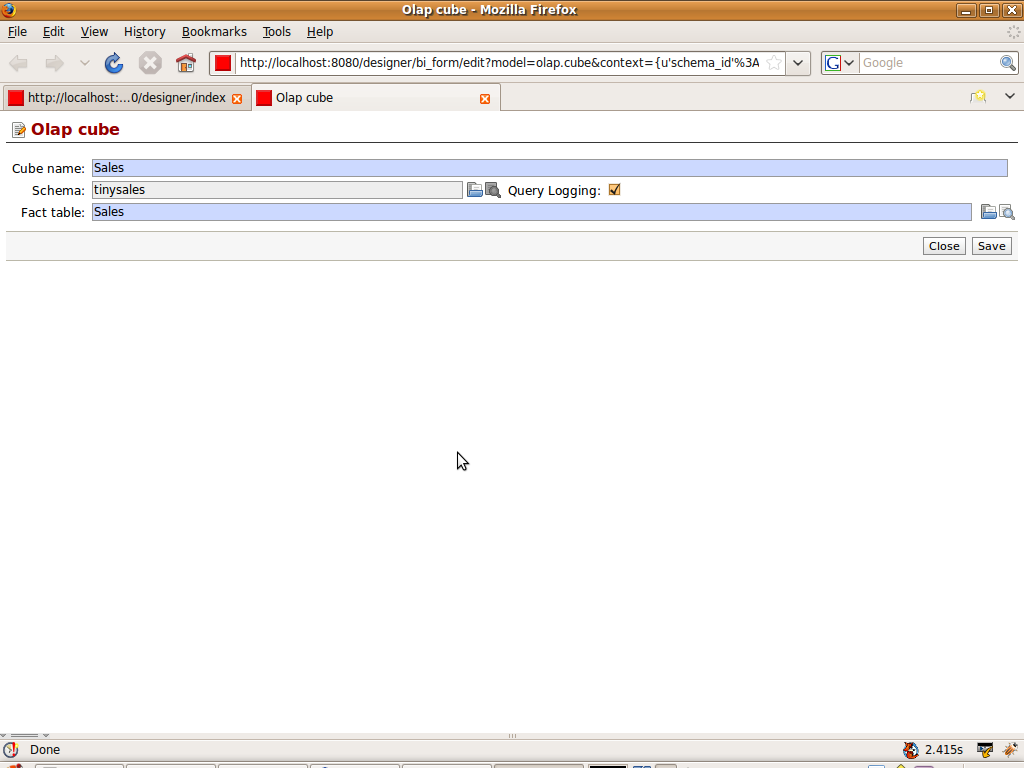 Olap cube - Mozilla Firefox
File Edit View History Bookmarks Tools Help
http://localhost:8080/designer/bi_form/edit?model=olap.cube&context={u'schema_id'%3A
G Google
http://localhost:...0/designer/index
Olap cube
Olap cube
Cube name: Sales
Schema: tinysales Query Logging:
Fact table: Sales
Close Save
Done 2.415s